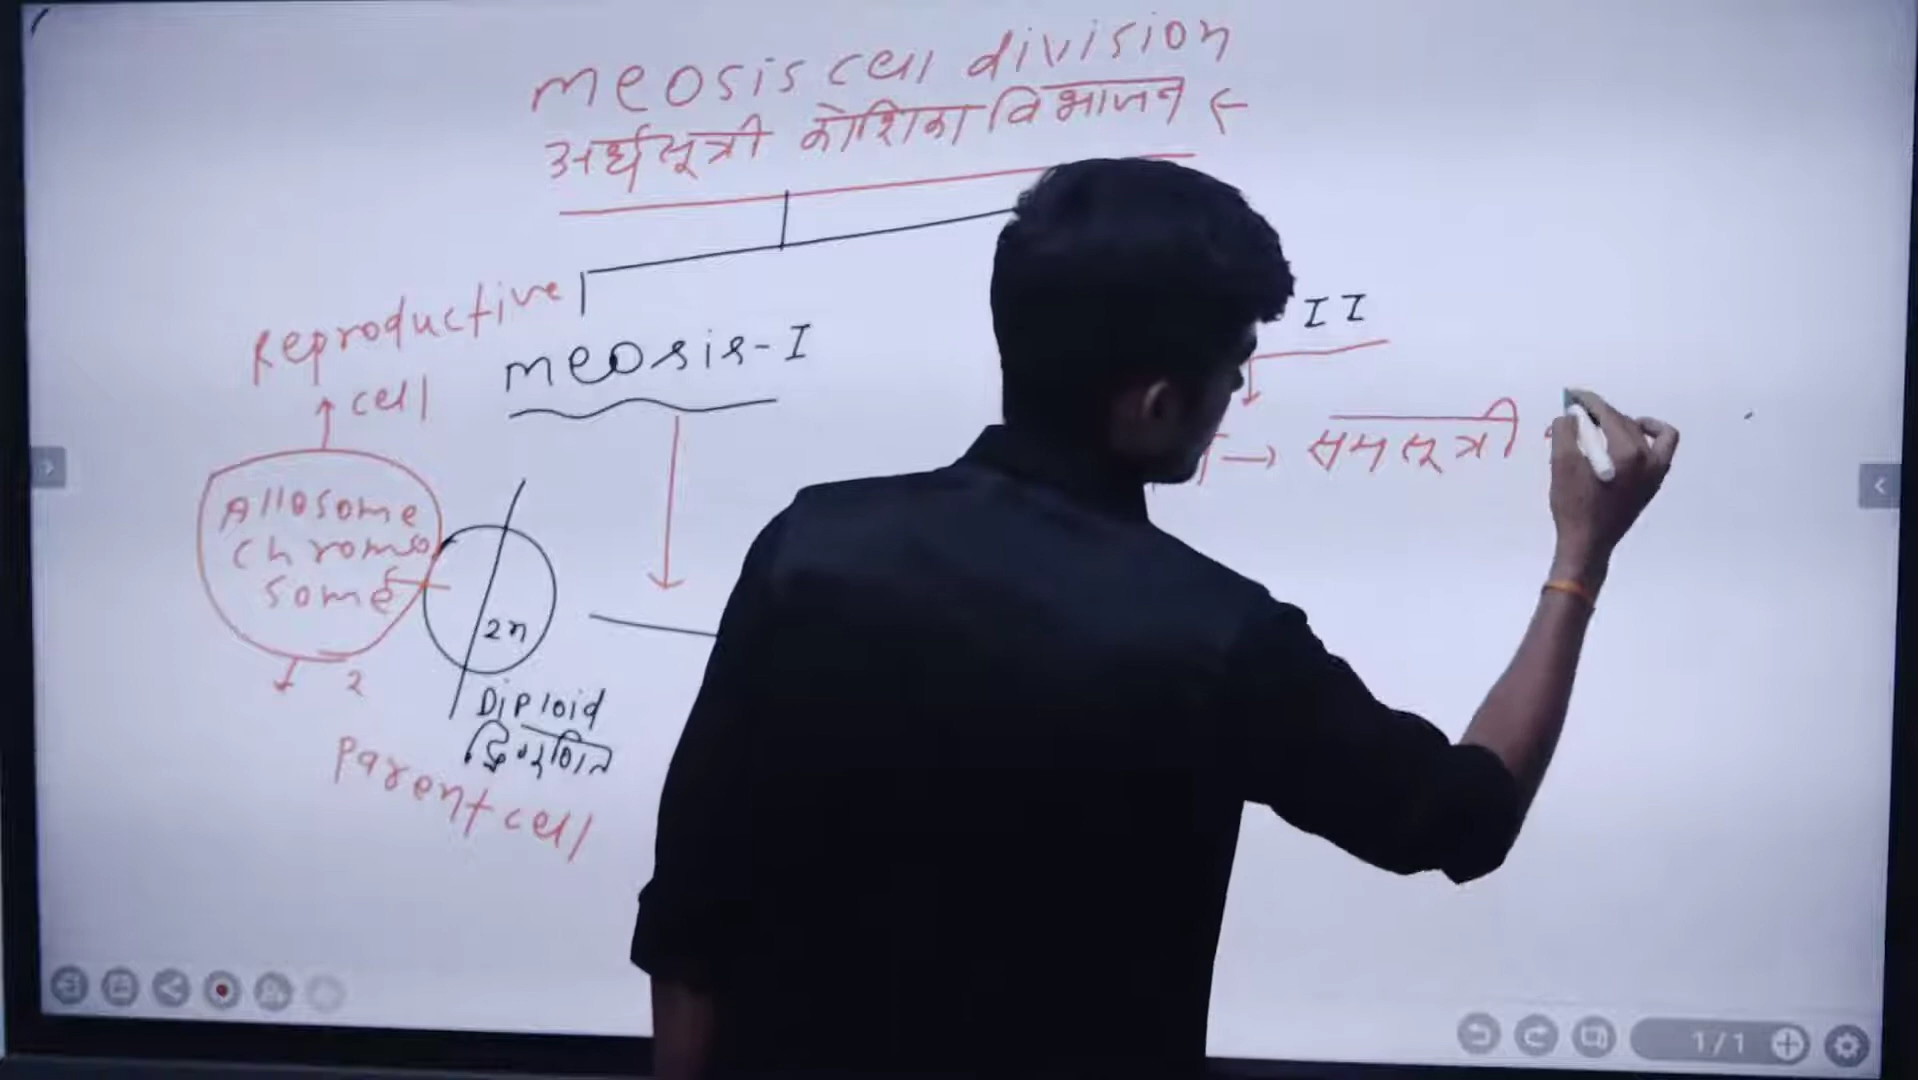 meosis cell division
अर्धसूत्री कोशिका विभाजन
Reproductive
cell
meosis-I
II
समसूत्री
Allosome
chromo
some
2n
2
Diploid
द्विगुणित
Parent cell
1/1